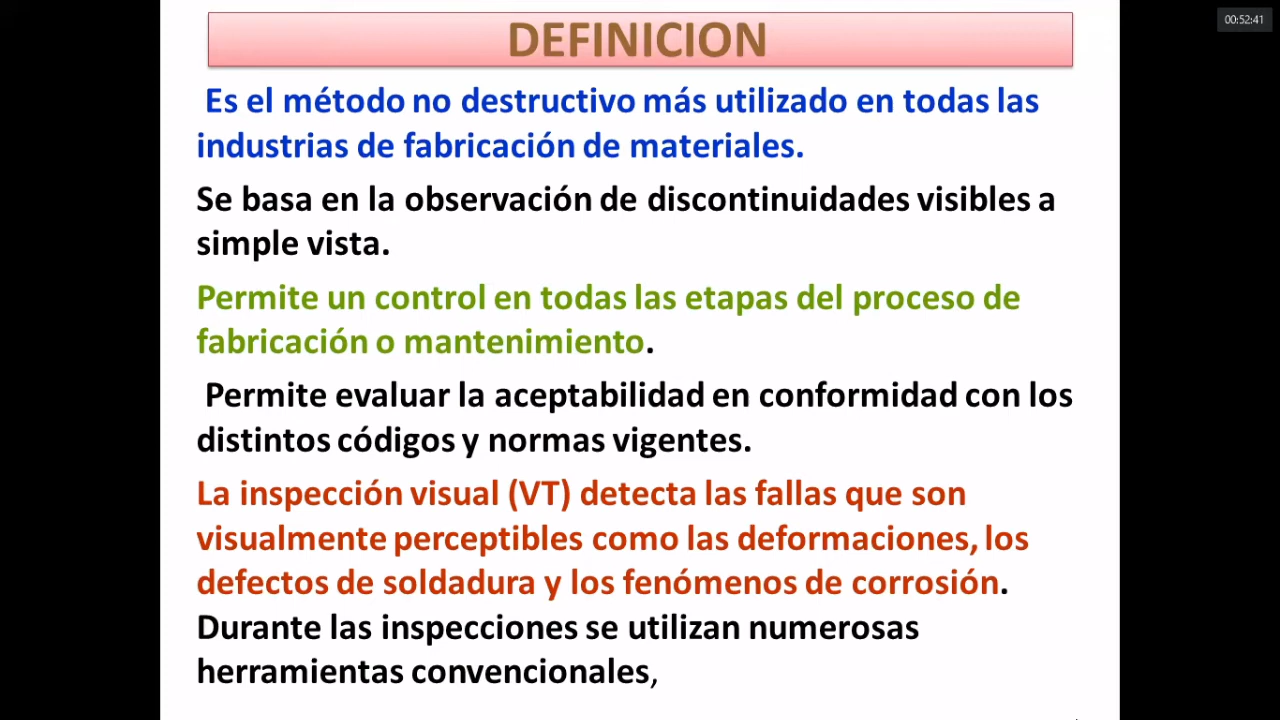 00:52:41
DEFINICION
Es el método no destructivo más utilizado en todas las
industrias de fabricación de materiales.
Se basa en la observación de discontinuidades visibles a
simple vista.
Permite un control en todas las etapas del proceso de
fabricación o mantenimiento.
Permite evaluar la aceptabilidad en conformidad con los
distintos códigos y normas vigentes.
La inspección visual (VT) detecta las fallas que son
visualmente perceptibles como las deformaciones, los
defectos de soldadura y los fenómenos de corrosión.
Durante las inspecciones se utilizan numerosas
herramientas convencionales,